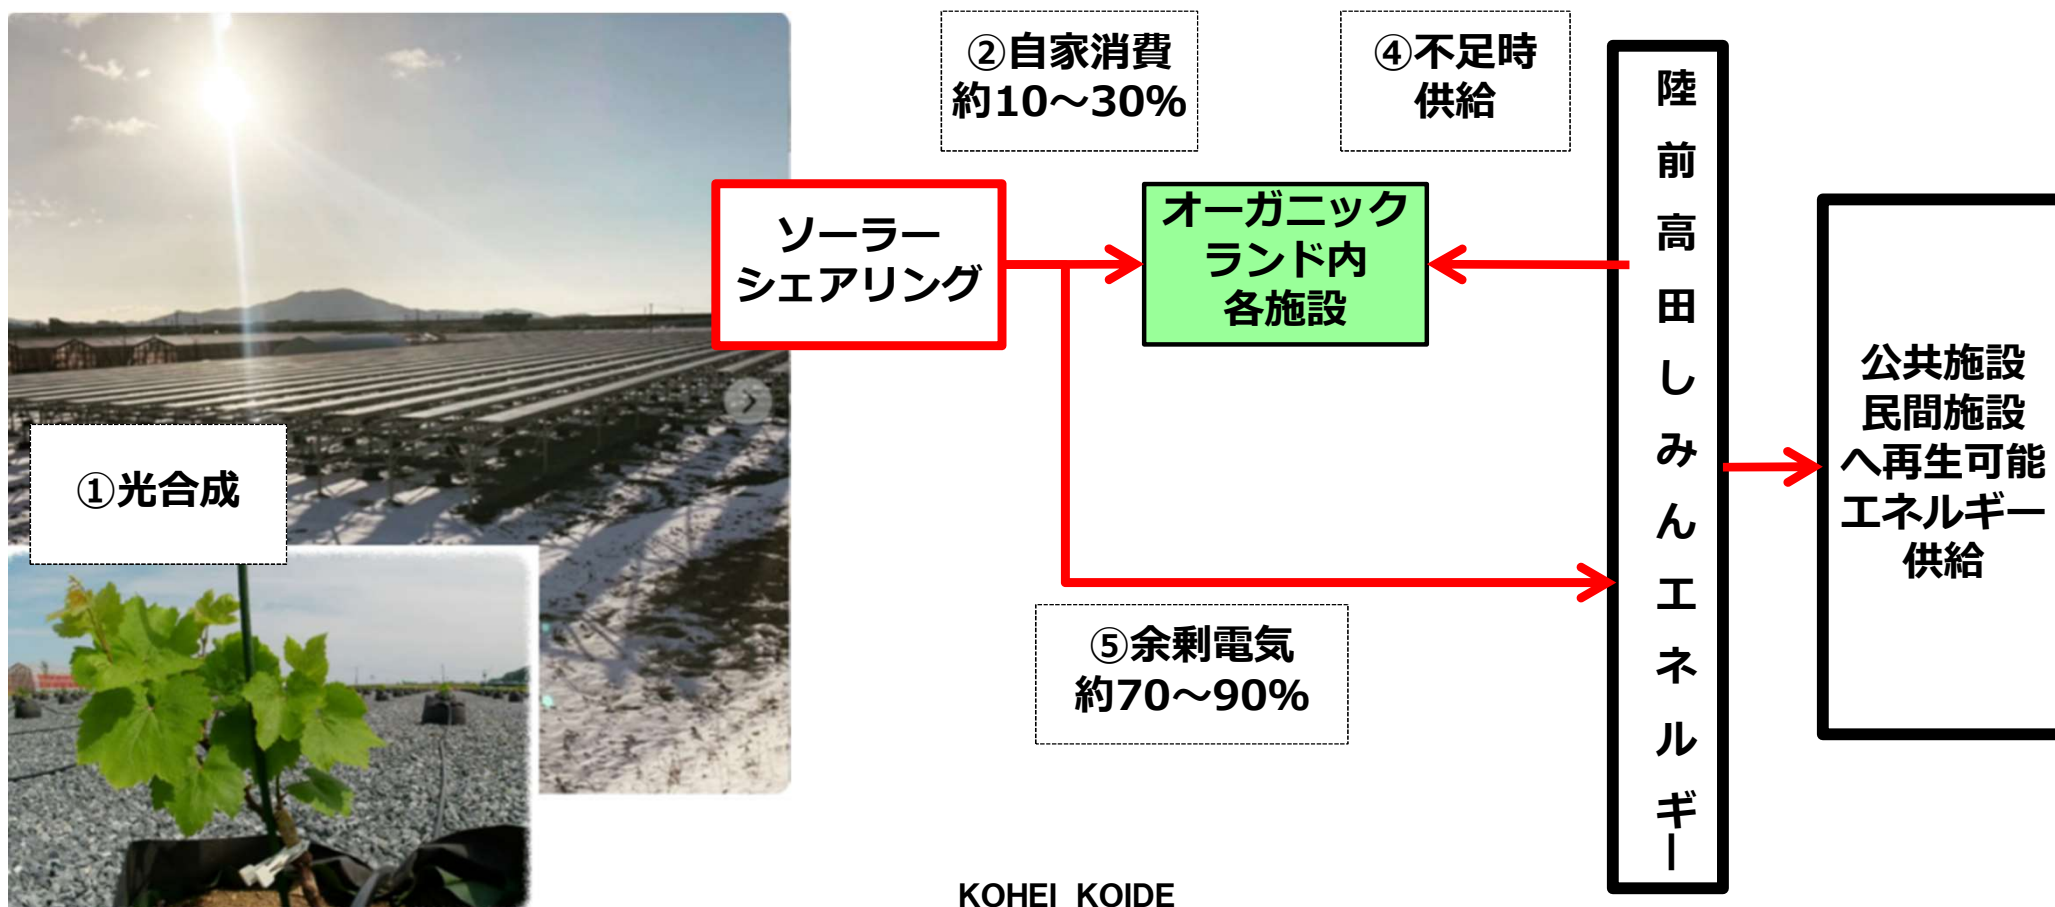 ②自家消費
約10～30%
④不足時
供給
陸前高田しみんエネルギー
ソーラー
シェアリング
オーガニック
ランド内
各施設
公共施設
民間施設
へ再生可能
エネルギー
供給
①光合成
⑤余剰電気
約70～90%
KOHEI KOIDE